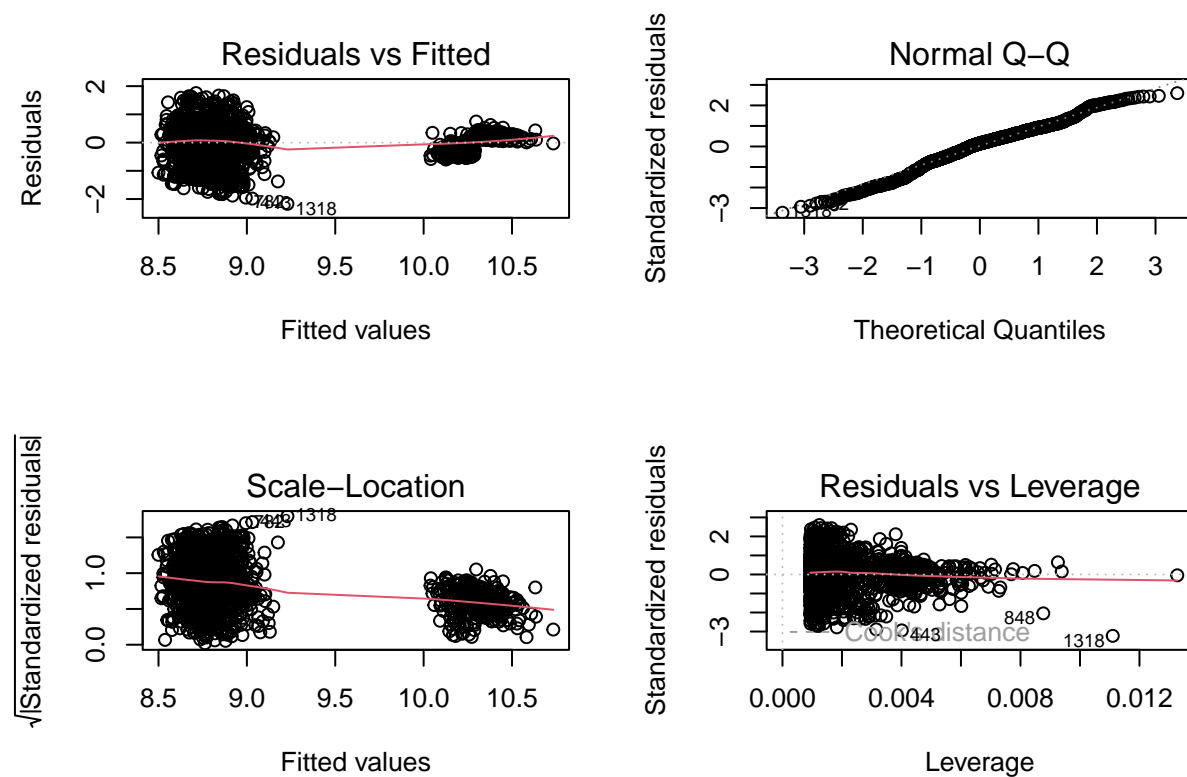 Residuals vs Fitted
Residuals
2
0
−2
1318
8.5 9.0 9.5 10.0 10.5
Fitted values
Normal Q−Q
Standardized residuals
2
0
−3
−3 −2 −1 0 1 2 3
Theoretical Quantiles
Scale−Location
√|Standardized residuals|
1.0
0.0
1318
8.5 9.0 9.5 10.0 10.5
Fitted values
Residuals vs Leverage
Standardized residuals
2
0
−3
848
443
1318
Cook's distance
0.000 0.004 0.008 0.012
Leverage